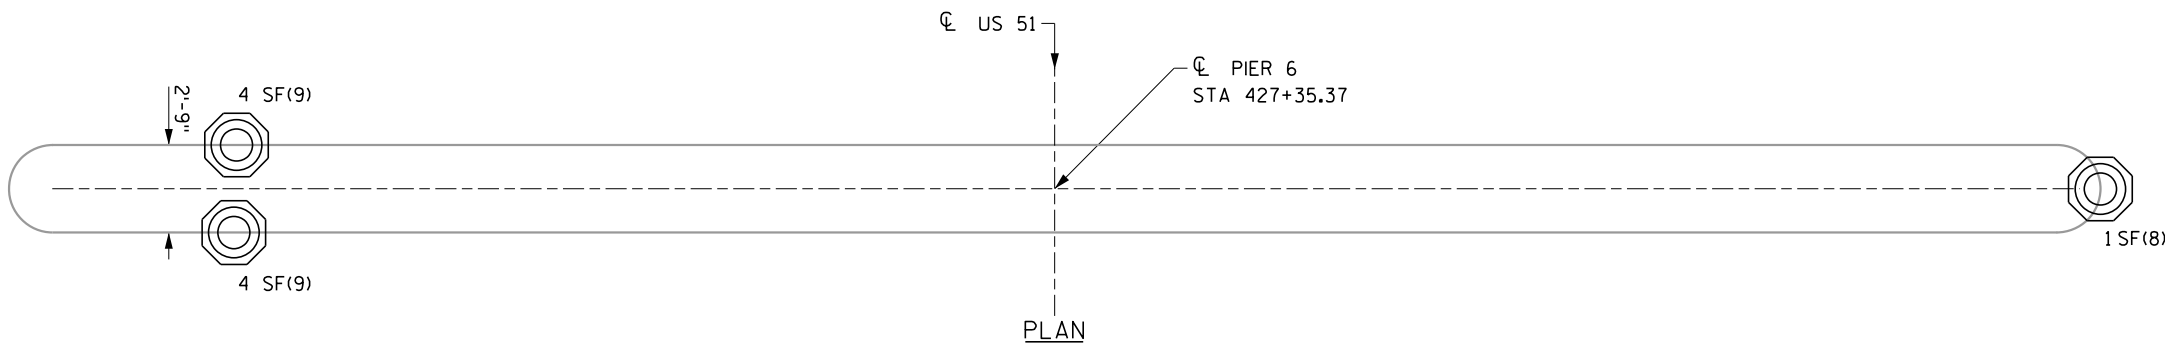 ℄ US 51
℄ PIER 6
STA 427+35.37
2'-9"
4 SF(9)
4 SF(9)
1 SF(8)
PLAN